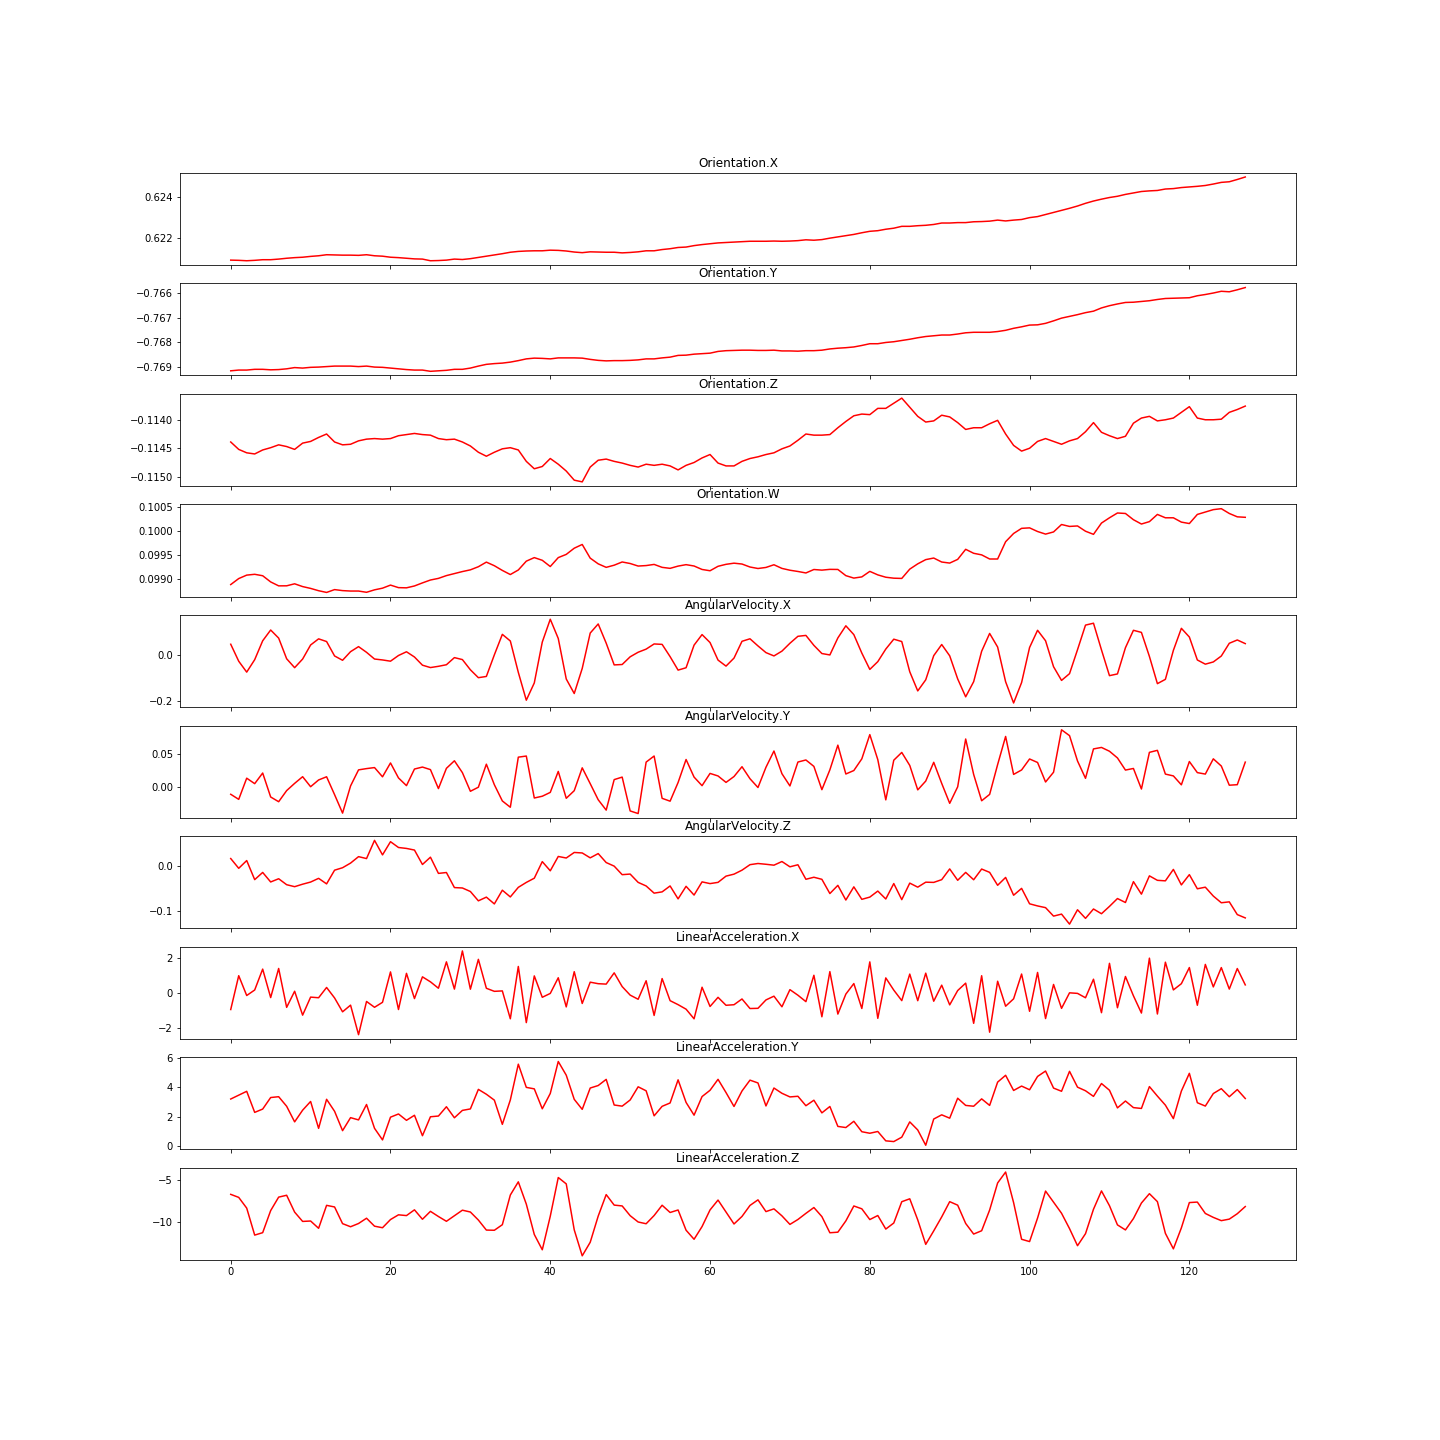 Orientation.X
0.624
0.622
Orientation.Y
−0.766
−0.767
−0.768
−0.769
Orientation.Z
−0.1140
−0.1145
−0.1150
Orientation.W
0.1005
0.1000
0.0995
0.0990
AngularVelocity.X
0.0
−0.2
AngularVelocity.Y
0.05
0.00
AngularVelocity.Z
0.0
−0.1
LinearAcceleration.X
2
0
−2
LinearAcceleration.Y
6
4
2
0
LinearAcceleration.Z
−5
−10
0 20 40 60 80 100 120